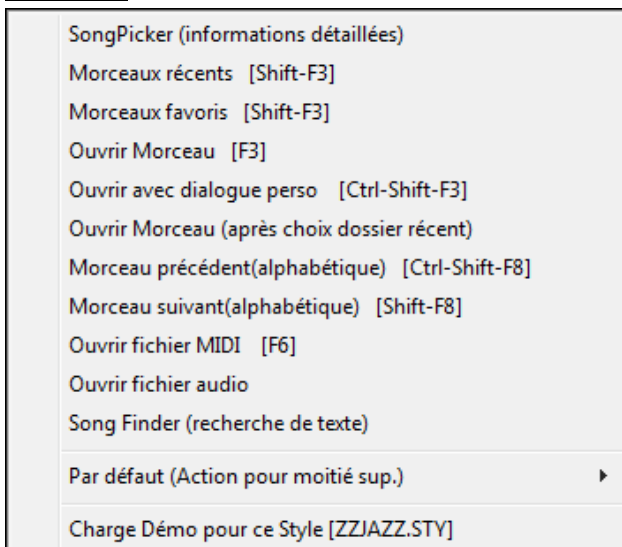 SongPicker (informations détaillées)
Morceaux récents [Shift-F3]
Morceaux favoris [Shift-F3]
Ouvrir Morceau [F3]
Ouvrir avec dialogue perso [Ctrl-Shift-F3]
Ouvrir Morceau (après choix dossier récent)
Morceau précédent(alphabétique) [Ctrl-Shift-F8]
Morceau suivant(alphabétique) [Shift-F8]
Ouvrir fichier MIDI [F6]
Ouvrir fichier audio
Song Finder (recherche de texte)
Par défaut (Action pour moitié sup.)
Charge Démo pour ce Style [ZZJAZZ.STY]